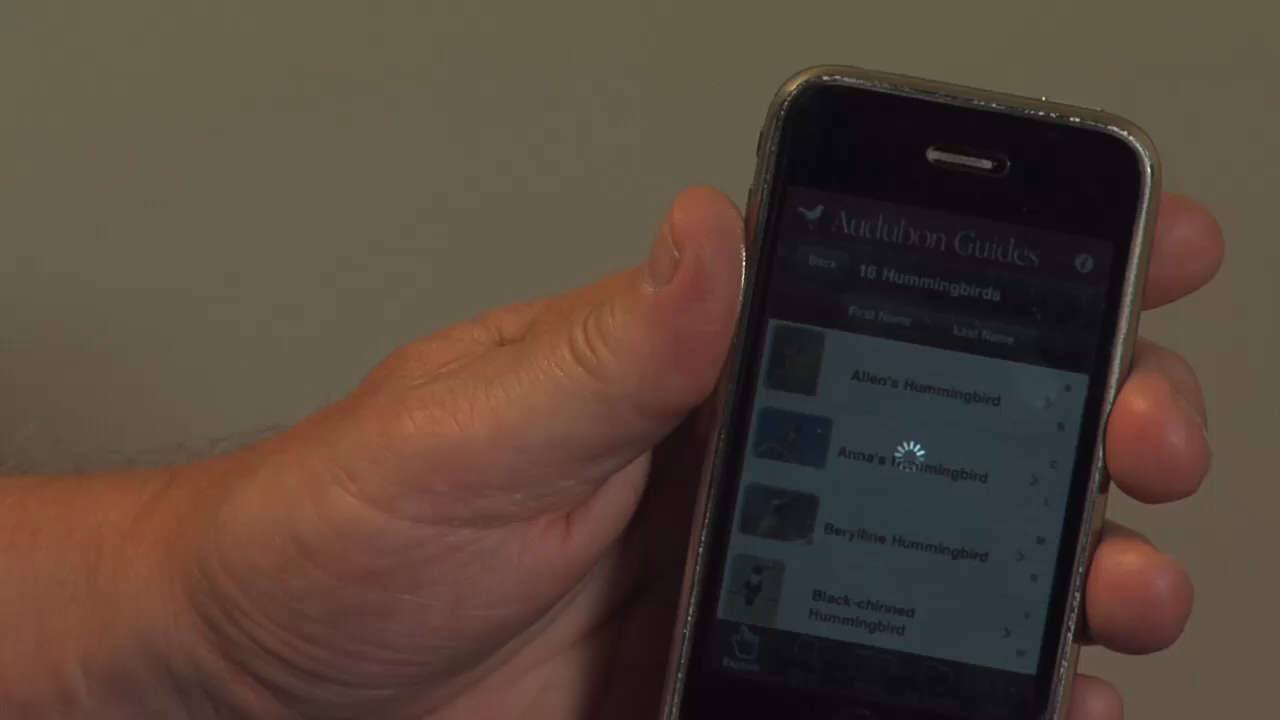 Audubon Guides
Back
16 Hummingbirds
First Name
Last Name
Allen's Hummingbird
Anna's Hummingbird
Berylline Hummingbird
Black-chinned
Hummingbird
Explore